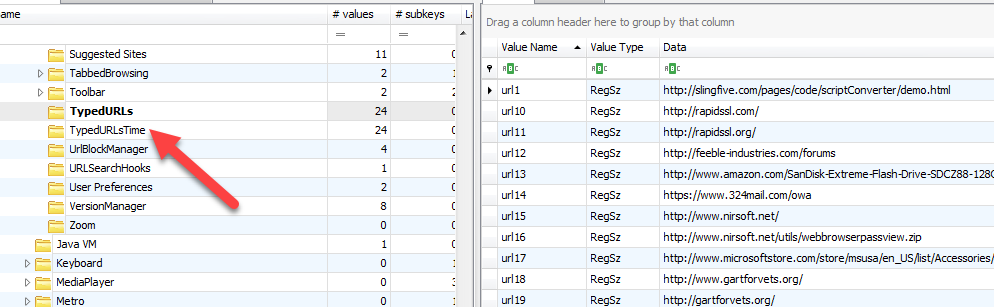 ame # values # subkeys La
Suggested Sites 11 0
TabbedBrowsing 2 1
Toolbar 2 2
TypedURLs 24 0
TypedURLsTime 24 0
UrlBlockManager 4 0
URLSearchHooks 1 0
User Preferences 2 0
VersionManager 8 0
Zoom 0 0
Java VM 1 0
Keyboard 0 1
MediaPlayer 0 3
Metro 0 1
Drag a column header here to group by that column
Value Name Value Type Data
ABC ABC ABC
url1 RegSz http://slingfive.com/pages/code/scriptConverter/demo.html
url10 RegSz http://rapidssl.com/
url11 RegSz http://rapidssl.org/
url12 RegSz http://feeble-industries.com/forums
url13 RegSz http://www.amazon.com/SanDisk-Extreme-Flash-Drive-SDCZ88-128G
url14 RegSz https://www.324mail.com/owa
url15 RegSz http://www.nirsoft.net/
url16 RegSz http://www.nirsoft.net/utils/webbrowserpassview.zip
url17 RegSz http://www.microsoftstore.com/store/msusa/en_US/list/Accessories/
url18 RegSz http://www.gartforvets.org/
url19 RegSz http://gartforvets.org/